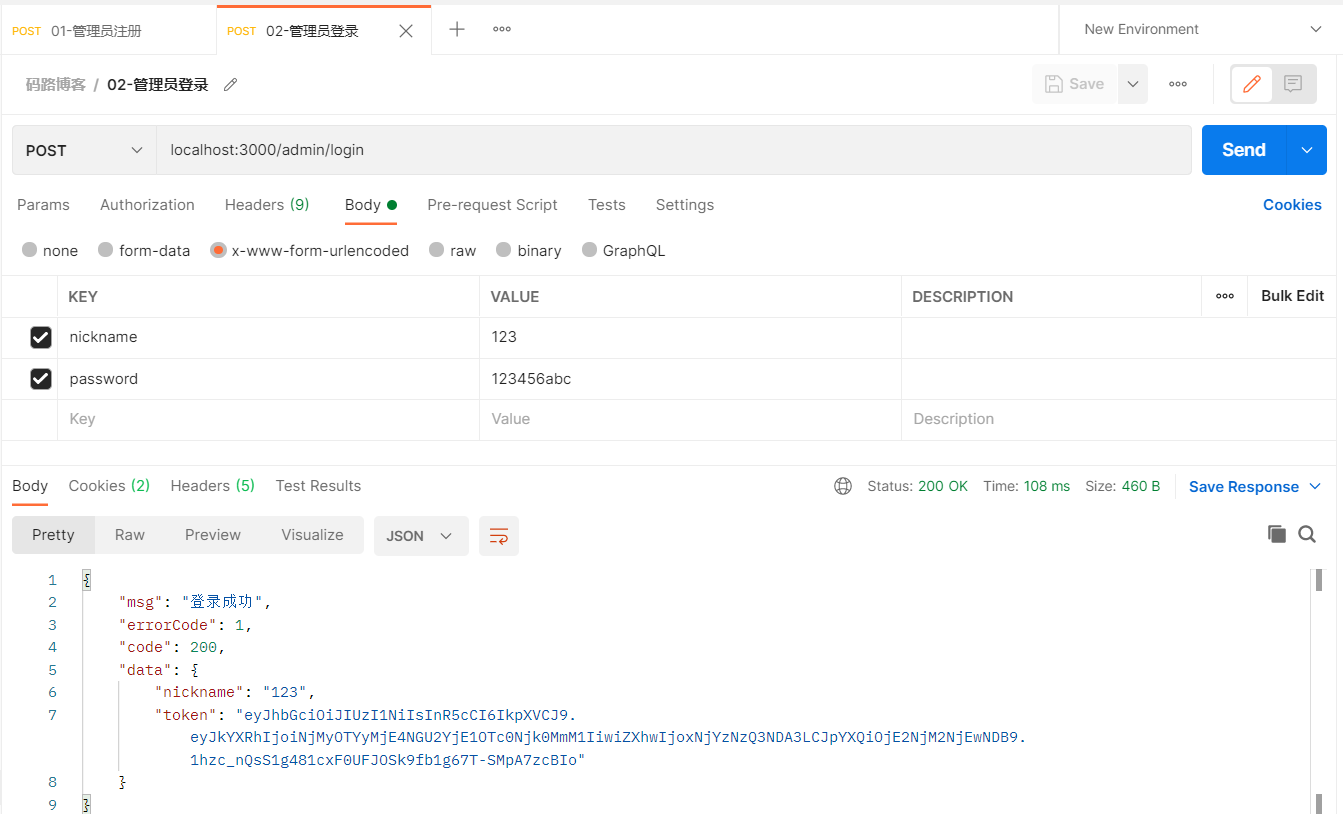 POST 01-管理员注册 POST 02-管理员登录 New Environment
码路博客 / 02-管理员登录 Save
POST localhost:3000/admin/login Send
Params Authorization Headers (9) Body Pre-request Script Tests Settings Cookies
none form-data x-www-form-urlencoded raw binary GraphQL
KEY VALUE DESCRIPTION Bulk Edit
nickname 123
password 123456abc
Key Value Description
Body Cookies (2) Headers (5) Test Results Status: 200 OK Time: 108 ms Size: 460 B Save Response
Pretty Raw Preview Visualize JSON
1 {
2 "msg": "登录成功",
3 "errorCode": 1,
4 "code": 200,
5 "data": {
6 "nickname": "123",
7 "token": "eyJhbGciOiJIUzI1NiIsInR5cCI6IkpXVCJ9.
eyJkYXRhIjoiNjMyOTYyMjE4NGU2YjE1OTc0Njk0MmM1IiwiZXhwIjoxNjYzNzQ3NDA3LCJpYXQiOjE2NjM2NjEwNDB9.
1hzc_nQsS1g481cxF0UFJOSk9fb1g67T-SMpA7zcBIo"
8 }
9 }